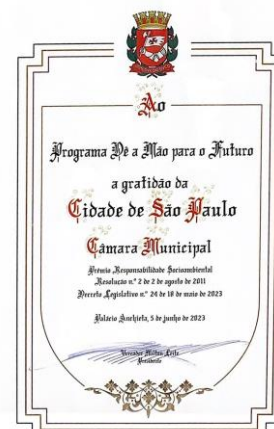 Ao
Programa Dê a Mão para o Futuro
a gratidão da
Cidade de São Paulo
Câmara Municipal
Prêmio Responsabilidade Socioambiental
Resolução n.º 2 de 2 de agosto de 2011
Decreto Legislativo n.º 24 de 18 de maio de 2023
Palácio Anchieta, 5 de junho de 2023
Vereador Milton Leite
Presidente